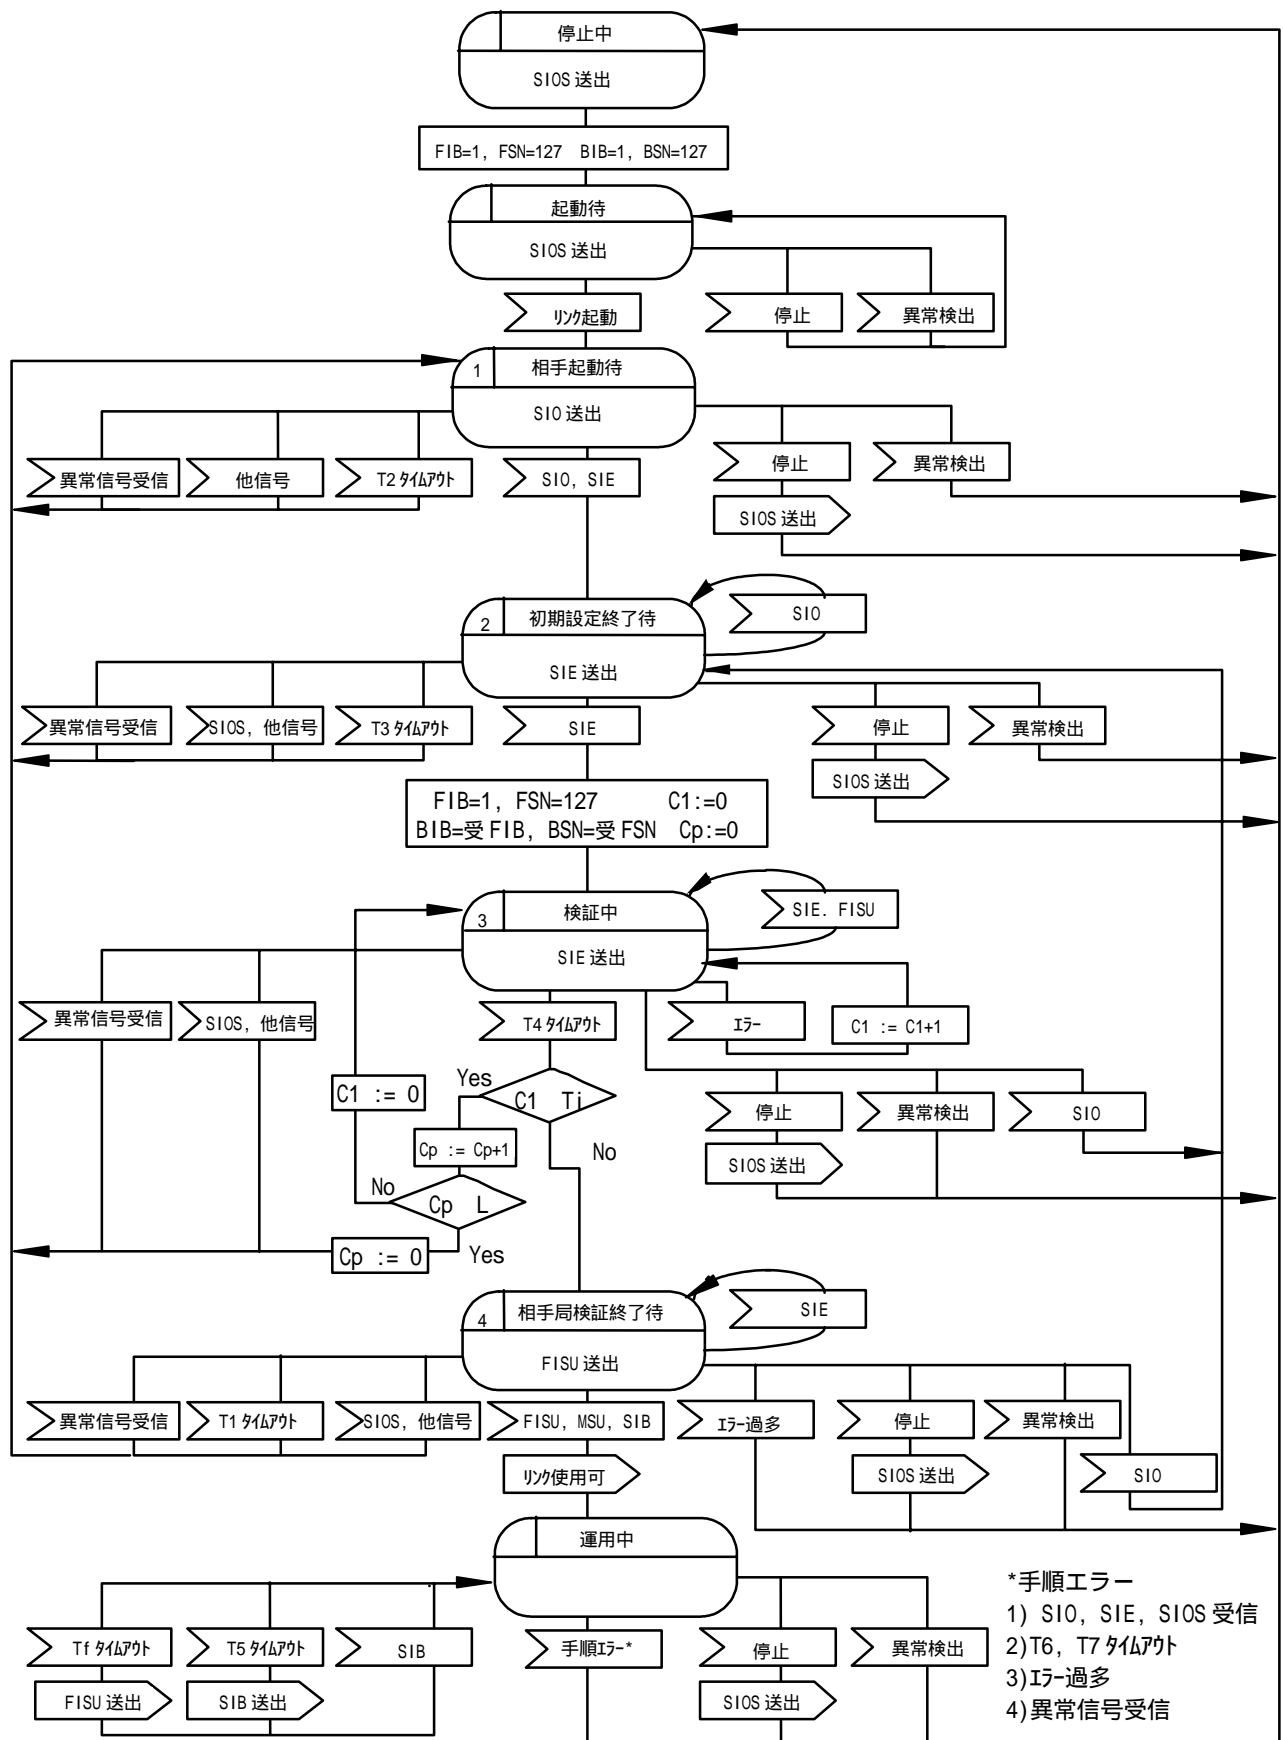 停止中
SIOS 送出
FIB=1, FSN=127 BIB=1, BSN=127
起動待
SIOS 送出
リンク起動
停止
異常検出
1
相手起動待
SIO 送出
異常信号受信
他信号
T2 タイムアウト
SIO, SIE
停止
異常検出
SIOS 送出
2
初期設定終了待
SIE 送出
SIO
異常信号受信
SIOS, 他信号
T3 タイムアウト
SIE
停止
異常検出
SIOS 送出
FIB=1, FSN=127 C1:=0
BIB=受 FIB, BSN=受 FSN Cp:=0
3
検証中
SIE 送出
SIE. FISU
異常信号受信
SIOS, 他信号
T4 タイムアウト
エラー
C1 := C1+1
C1 := 0
Yes
C1 Ti
No
Cp := Cp+1
停止
異常検出
SIO
SIOS 送出
No
Cp L
Yes
Cp := 0
4
相手局検証終了待
FISU 送出
SIE
異常信号受信
T1 タイムアウト
SIOS, 他信号
FISU, MSU, SIB
エラー過多
停止
異常検出
SIO
リンク使用可
SIOS 送出
運用中
Tf タイムアウト
T5 タイムアウト
SIB
手順エラー*
停止
異常検出
FISU 送出
SIB 送出
SIOS 送出
*手順エラー
1) SIO, SIE, SIOS 受信
2)T6, T7 タイムアウト
3)エラー過多
4)異常信号受信